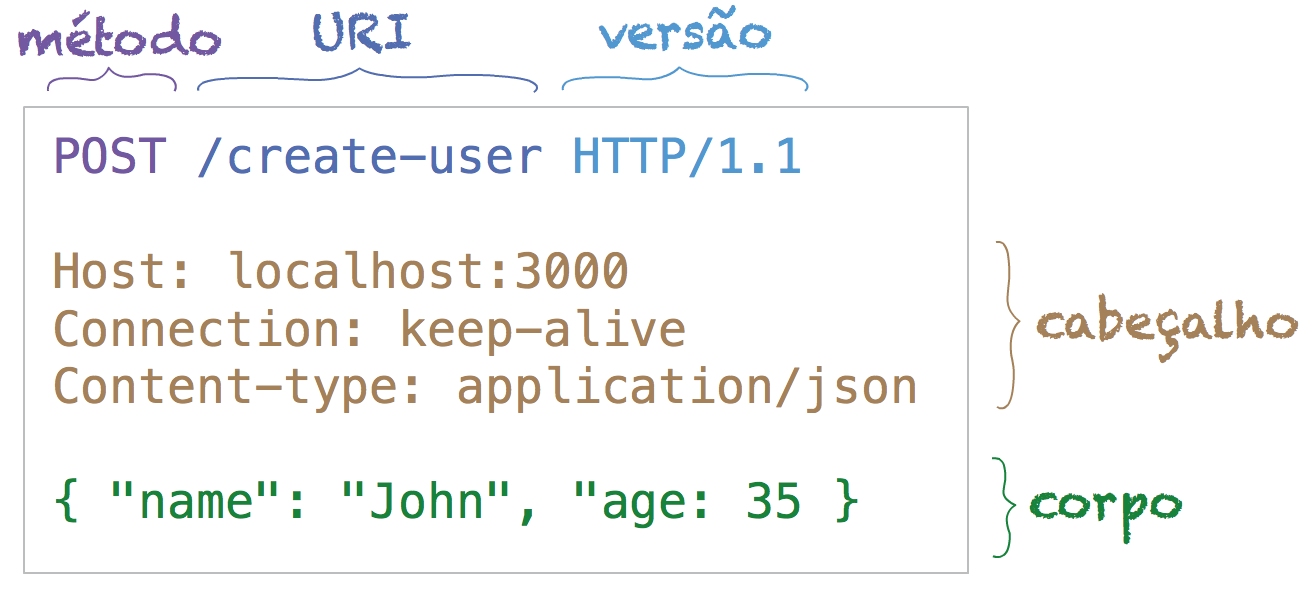 método URI versão
POST /create-user HTTP/1.1
Host: localhost:3000
Connection: keep-alive
Content-type: application/json
cabeçalho
{ "name": "John", "age: 35 }
corpo